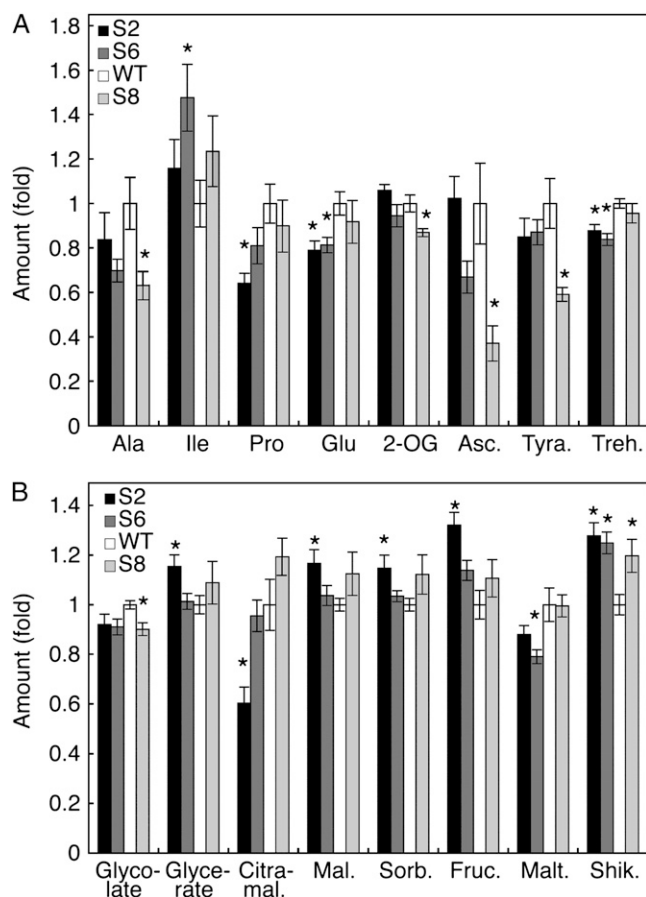 A
S2
S6
WT
S8
1.8
1.6
1.4
1.2
1
0.8
0.6
0.4
0.2
0
Amount (fold)
* * * * * * * * * *
Ala Ile Pro Glu 2-OG Asc. Tyra. Treh.
B
S2
S6
WT
S8
1.4
1.2
1
0.8
0.6
0.4
0.2
0
Amount (fold)
* * * * * * * * * *
Glyco- Glyce- Citra- Mal. Sorb. Fruc. Malt. Shik.
late rate mal.